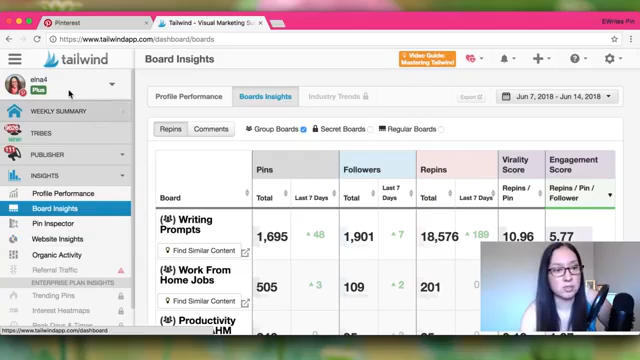 Pinterest
Tailwind - Visual Marketing Su
EWrites Pin
https://www.tailwindapp.com/dashboard/boards
tailwind
Board Insights
Video Guide:
Mastering Tailwind
elna4
Plus
Profile Performance
Boards Insights
Industry Trends
Export
Jun 7, 2018 - Jun 14, 2018
WEEKLY SUMMARY
TRIBES
NEW
PUBLISHER
111
INSIGHTS
Profile Performance
Board Insights
Pin Inspector
Website Insights
Organic Activity
Referral Traffic
ENTERPRISE PLAN INSIGHTS
Trending Pins
Interest Heatmaps
Peak Days & Times
https://www.tailwindapp.com/dashboard
Repins
Comments
Group Boards
Secret Boards
Regular Boards
Pins
Followers
Repins
Virality Score
Engagement Score
Board
Total
Last 7 Days
Total
Last 7 Days
Total
Last 7 Days
Repins / Pin
Repins / Pin / Follower
Writing Prompts
1,695
48
1,901
7
18,576
189
10.96
5.77
Find Similar Content
Work From Home Jobs
505
3
109
2
201
0
Find Similar Content
Productivity